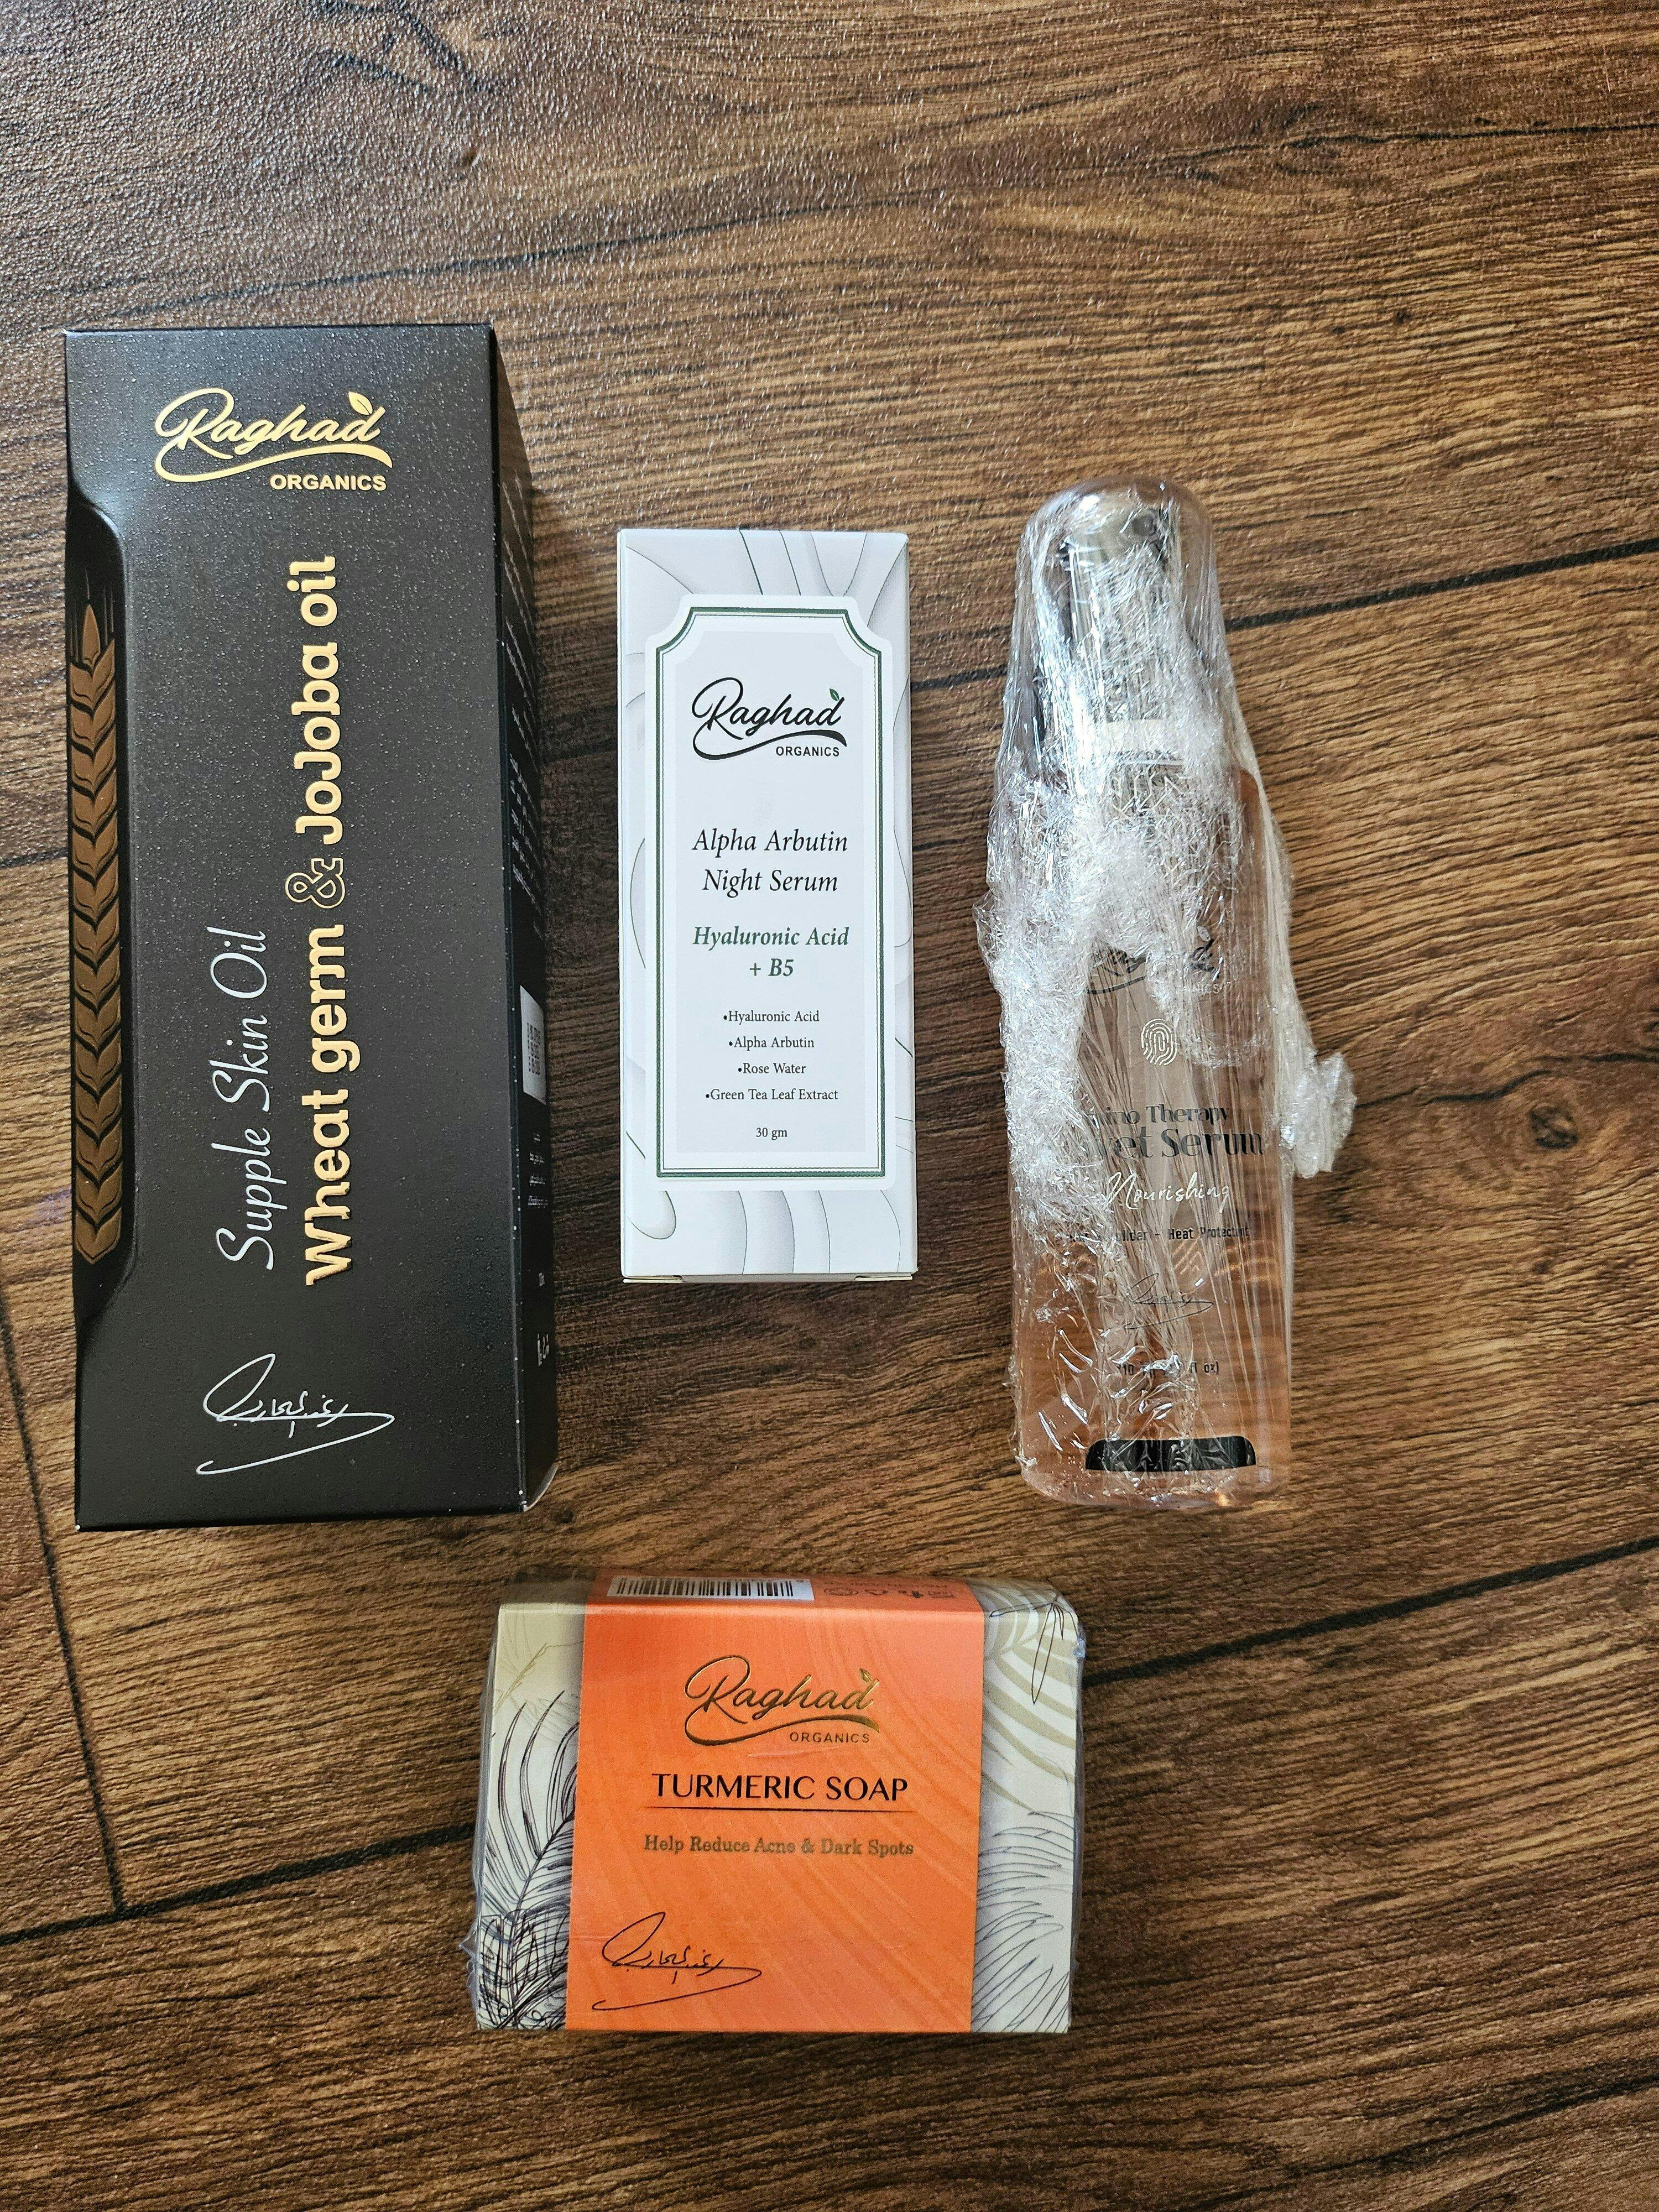 Raghad
ORGANICS
Supple Skin Oil
Wheat germ & JoJoba oil
Raghad
ORGANICS
Alpha Arbutin
Night Serum
Hyaluronic Acid
+ B5
•Hyaluronic Acid
•Alpha Arbutin
•Rose Water
•Green Tea Leaf Extract
30 gm
Therapy
Serum
Nourishing
- Heat Protectant
Raghad
ORGANICS
TURMERIC SOAP
Help Reduce Acne & Dark Spots